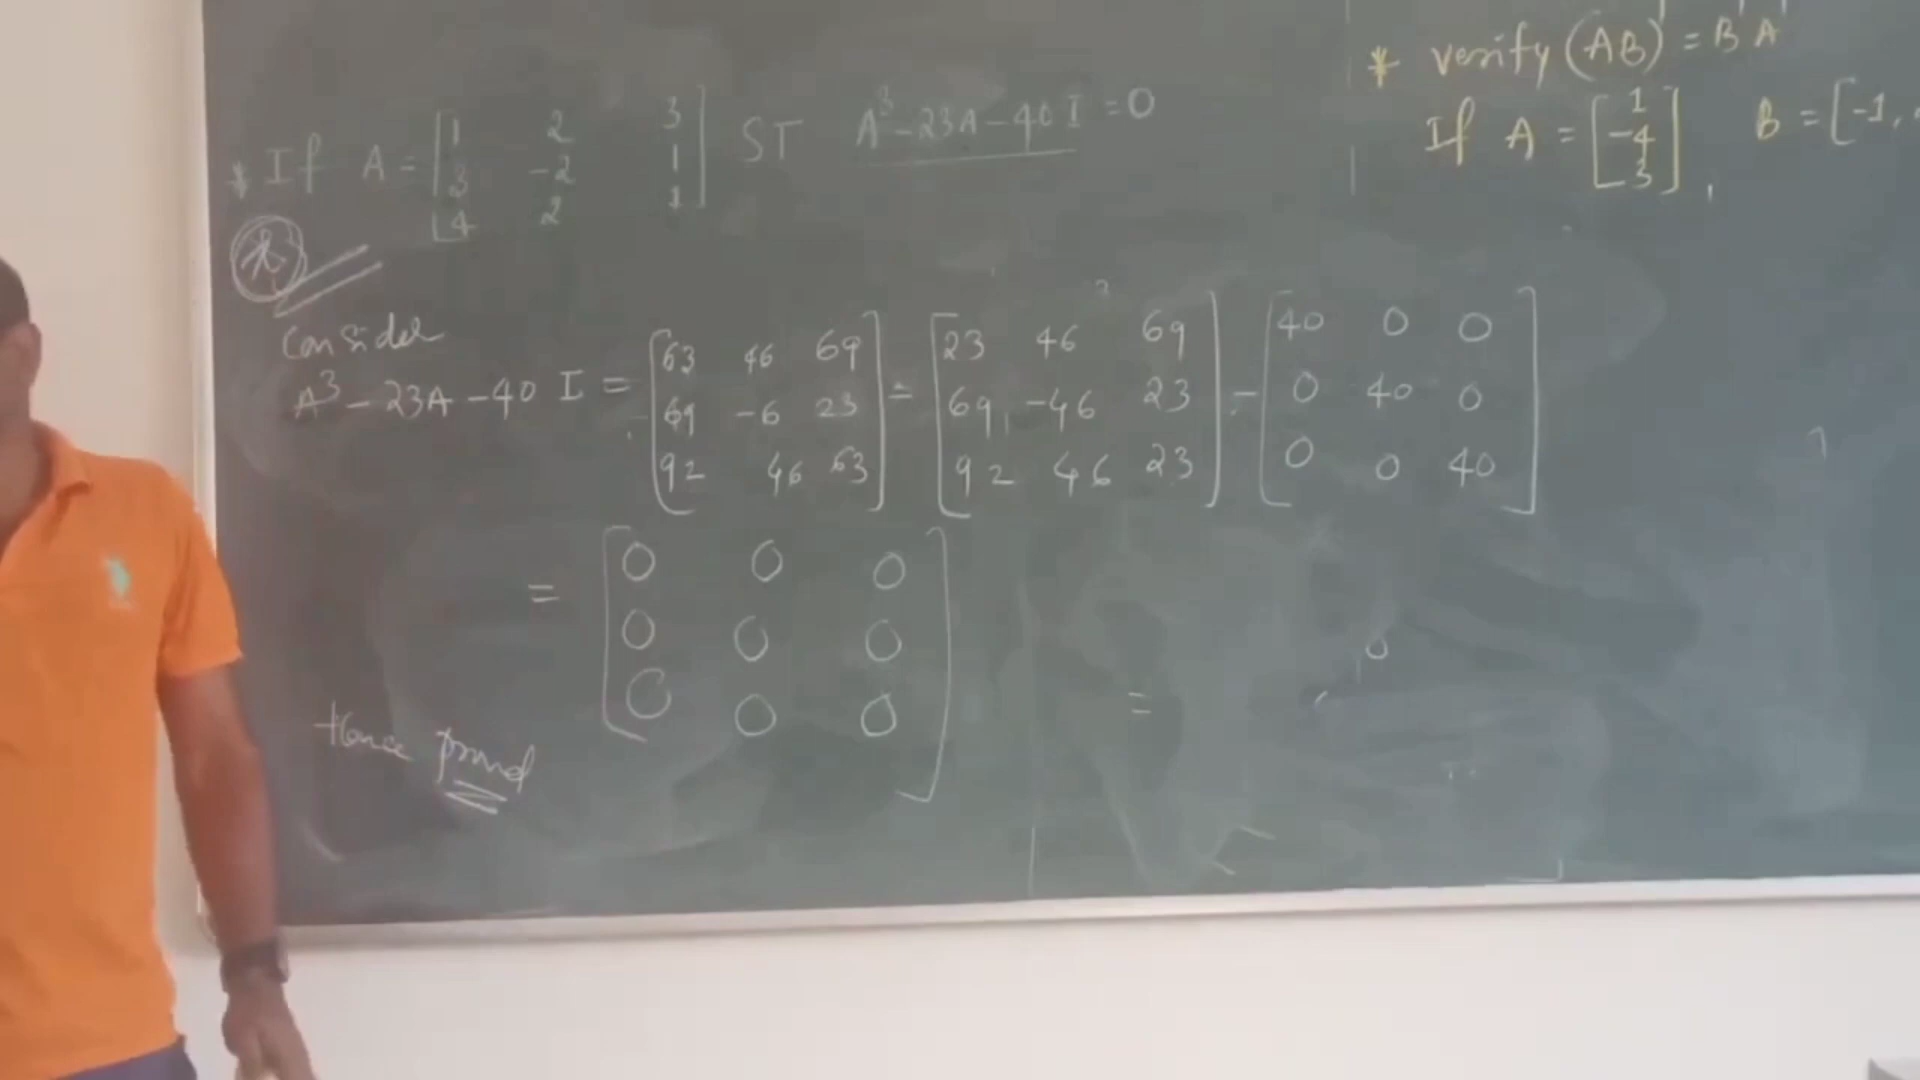 * If A = [1 2 3 ST A³ - 23A - 40 I = 0
3 -2 1
4 2 1]
Consider
A³ - 23A - 40 I = [63 46 69 - [23 46 69 - [40 0 0
69 -6 23 69 -46 23 0 40 0
92 46 63] 92 46 23] 0 0 40]
= [0 0 0
0 0 0
0 0 0]
Hence proved
=
0
* Verify (AB)' = B'A'
If A = [1
-4
3], B = [-1,